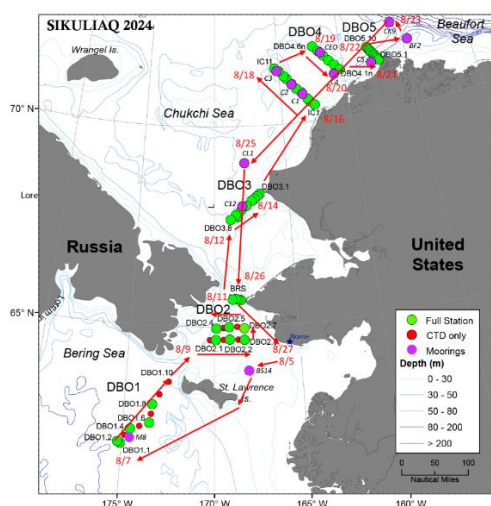 SIKULIAQ 2024
Wrangel Is.
Chukchi Sea
Beaufort
Sea
8/23
CK9
BF2
DBO5
DBO5.10
DBO5.1
8/22
C5
8/21
DBO4
8/19
DBO4.6n
CEO
DBO4.1n
8/20
IC11
C3
C2
C1
IC1
8/18
8/16
70°N
8/25
CL1
DBO3
DBO3.1
C12
8/14
DBO3.8
8/12
Russia
United
States
8/26
BRS
8/11
65°N
DBO2
DBO2.5
DBO2.4
DBO2.7
DBO2.1
DBO2.2
Nome
8/27
8/9
8/5
BS14
Bering Sea
St. Lawrence
Is.
DBO1
DBO1.10
DBO1.8
DBO1.6
DBO1.4
DBO1.2
M8
DBO1.1
8/7
Full Station
CTD only
Moorings
Depth (m)
0 - 30
30 - 50
50 - 80
80 - 200
> 200
0 50 100
Nautical Miles
175°W
170°W
165°W
160°W